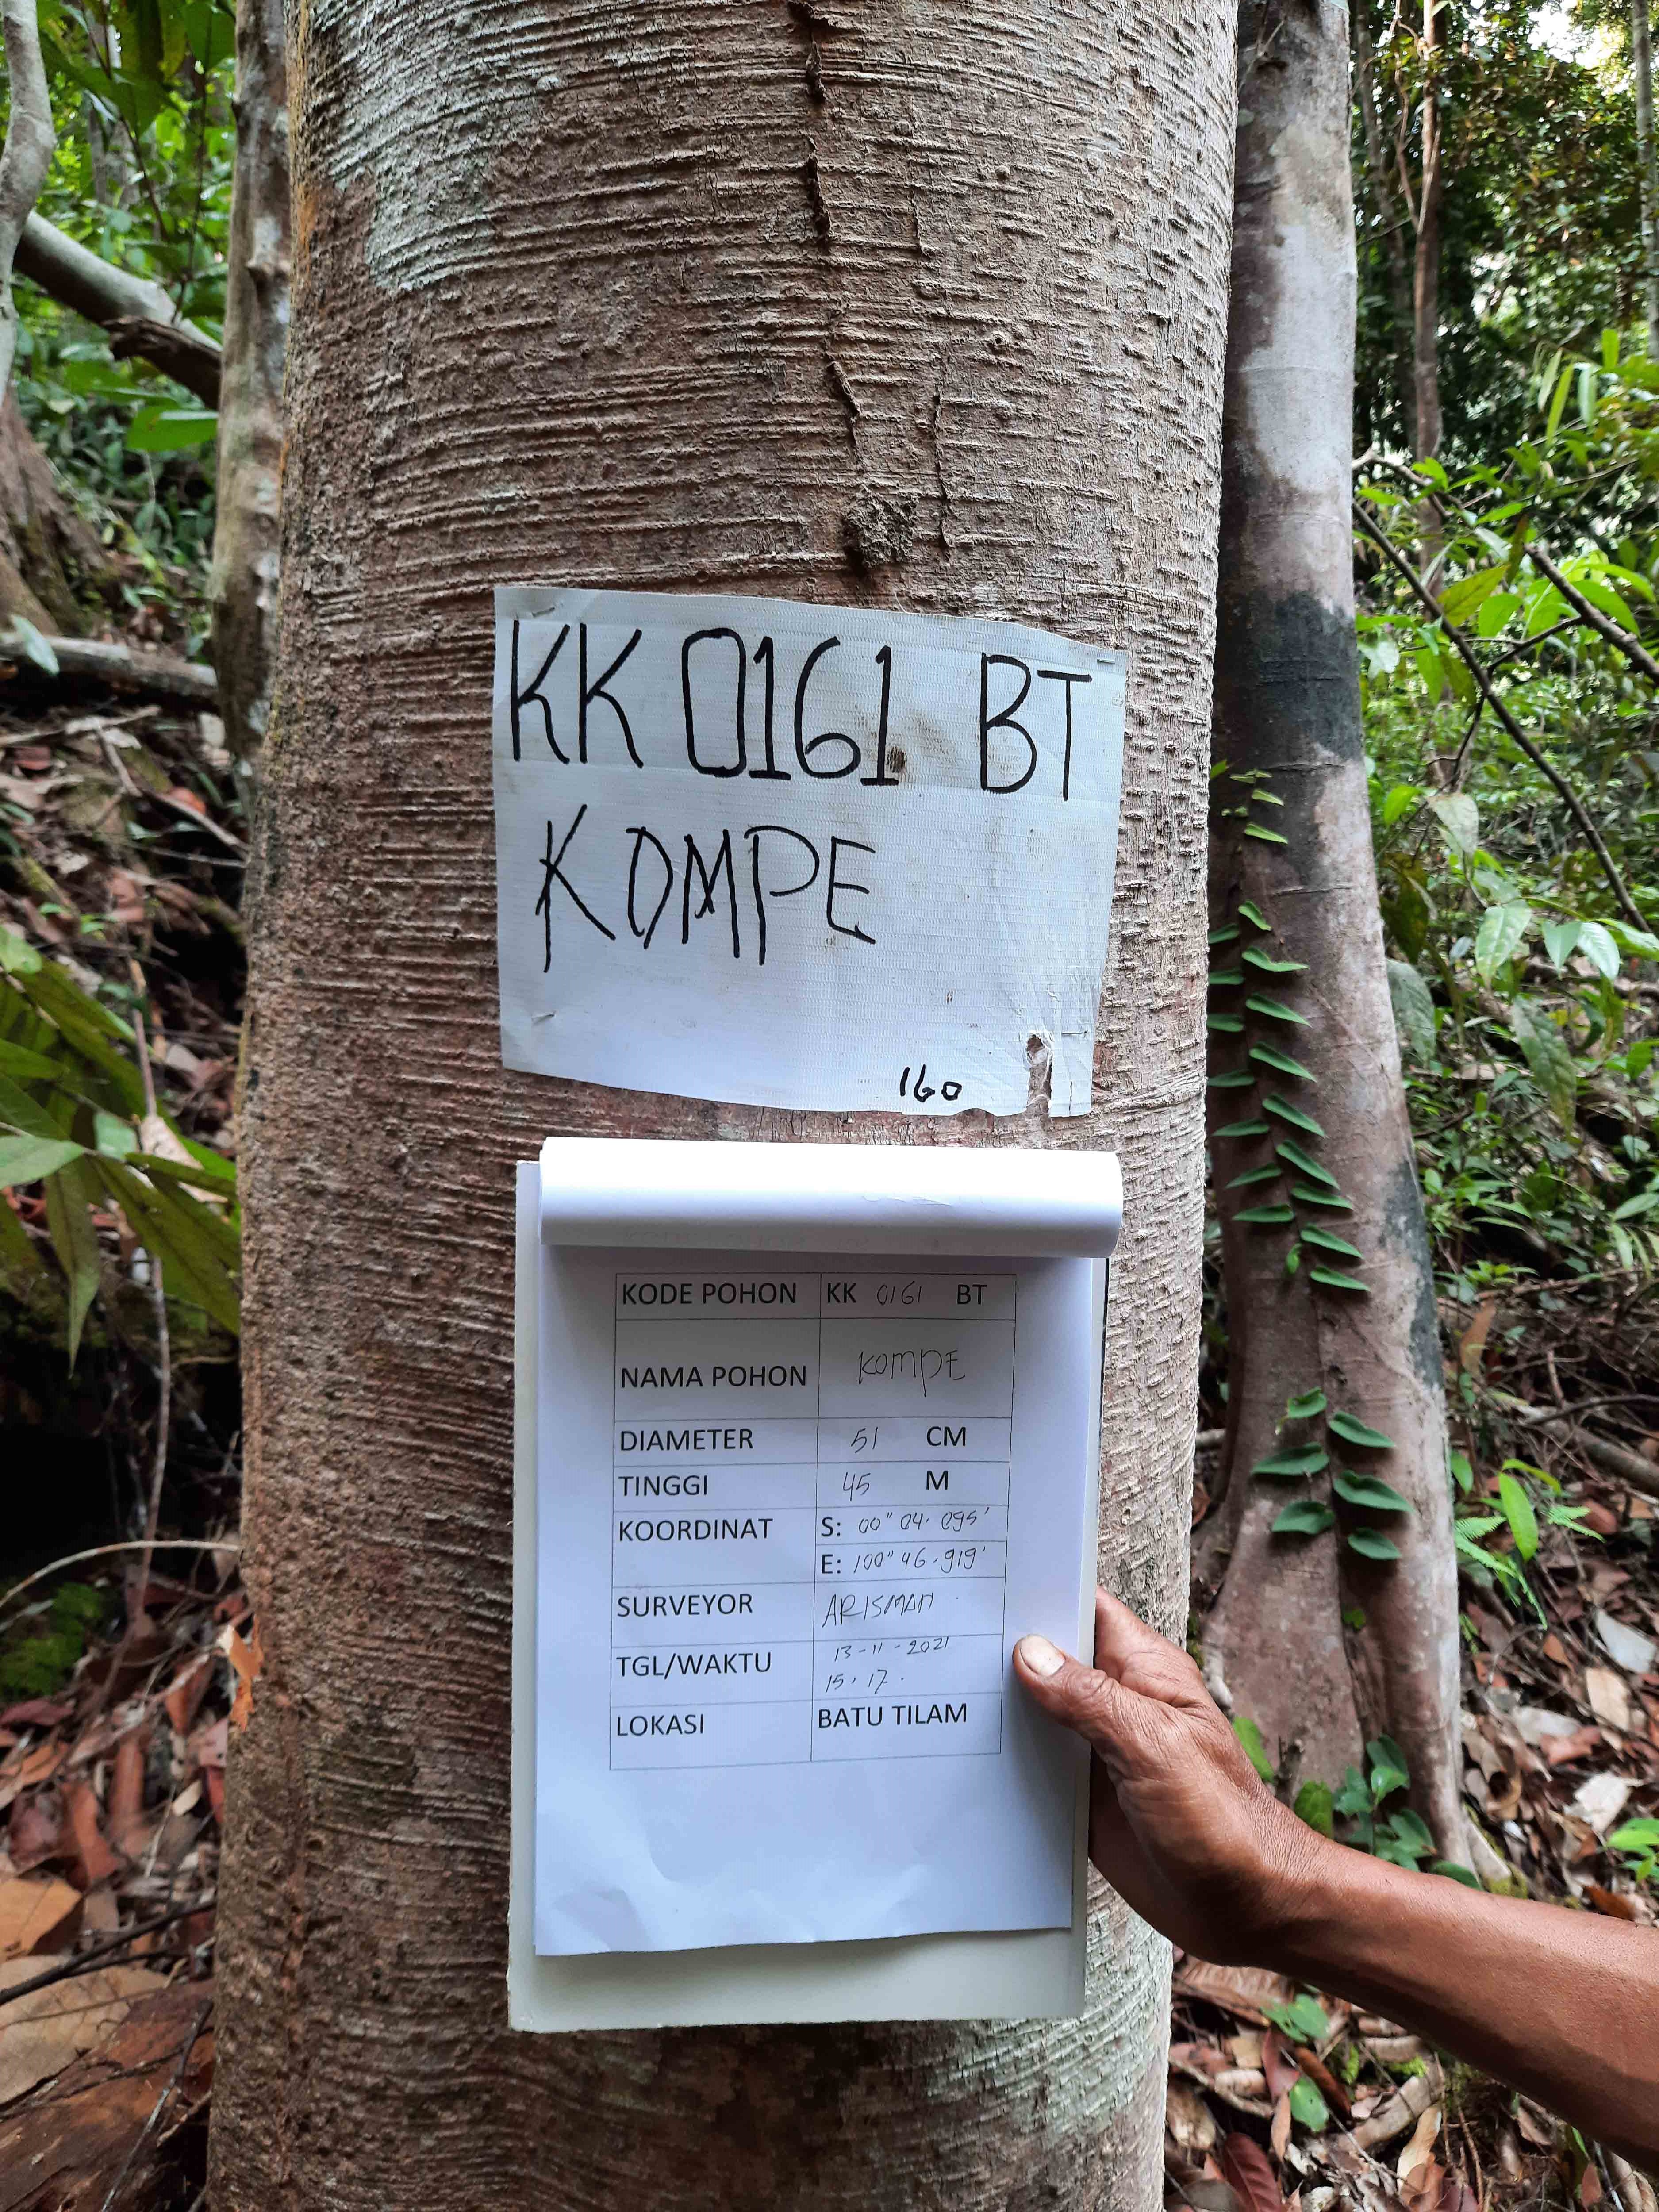 KK 0161 BT
KOMPE
160
KODE POHON KK 0161 BT
NAMA POHON KOMPE
DIAMETER 51 CM
TINGGI 45 M
KOORDINAT S: 00" 04. 095'
E: 100" 46.919'
SURVEYOR ARISMAN
TGL/WAKTU 13-11-2021
15.17.
LOKASI BATU TILAM